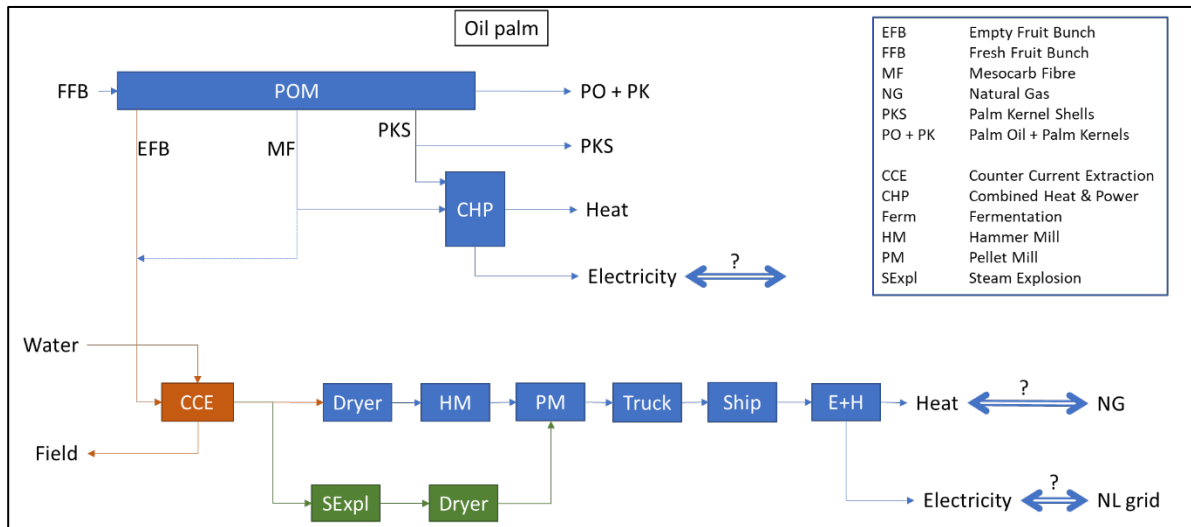 Oil palm
EFB Empty Fruit Bunch
FFB Fresh Fruit Bunch
MF Mesocarb Fibre
NG Natural Gas
PKS Palm Kernel Shells
PO + PK Palm Oil + Palm Kernels
CCE Counter Current Extraction
CHP Combined Heat & Power
Ferm Fermentation
HM Hammer Mill
PM Pellet Mill
SExpl Steam Explosion
FFB POM PO + PK
EFB MF PKS
PKS
CHP Heat
Electricity ?
Water
CCE Dryer HM PM Truck Ship E+H Heat ? NG
Field
SExpl Dryer
Electricity ? NL grid